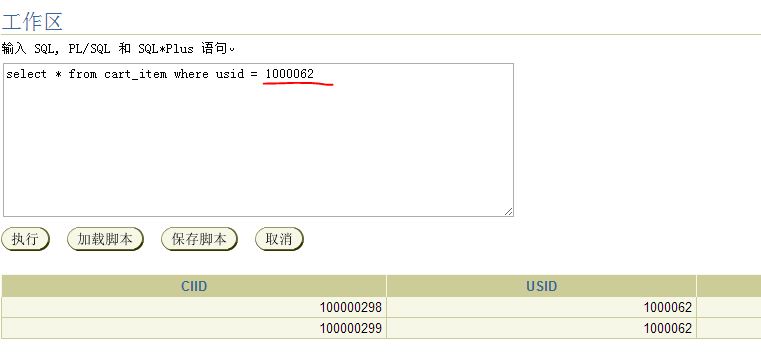 工作区
输入 SQL, PL/SQL 和 SQL*Plus 语句。
select * from cart_item where usid = 1000062
执行 加载脚本 保存脚本 取消
CIID USID
100000298 1000062
100000299 1000062